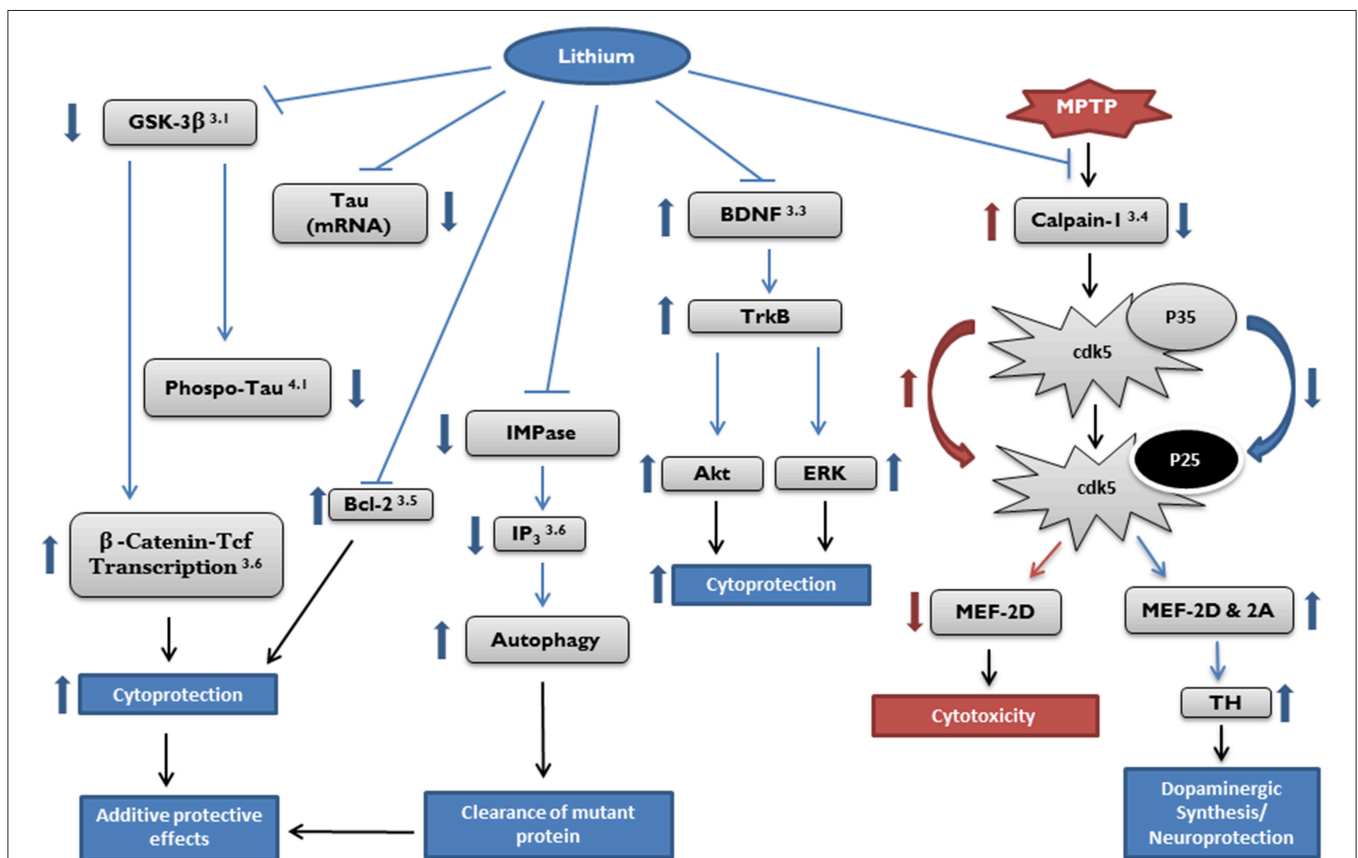 Lithium
GSK-3β 3.1
MPTP
Tau
(mRNA)
BDNF 3.3
Calpain-1 3.4
TrkB
P35
cdk5
Phospo-Tau 4.1
IMPase
P25
Akt
ERK
cdk5
Bcl-2 3.5
IP3 3.6
β-Catenin-Tcf
Transcription 3.6
Cytoprotection
MEF-2D
MEF-2D & 2A
Autophagy
Cytoprotection
TH
Cytotoxicity
Additive protective
effects
Clearance of mutant
protein
Dopaminergic
Synthesis/
Neuroprotection